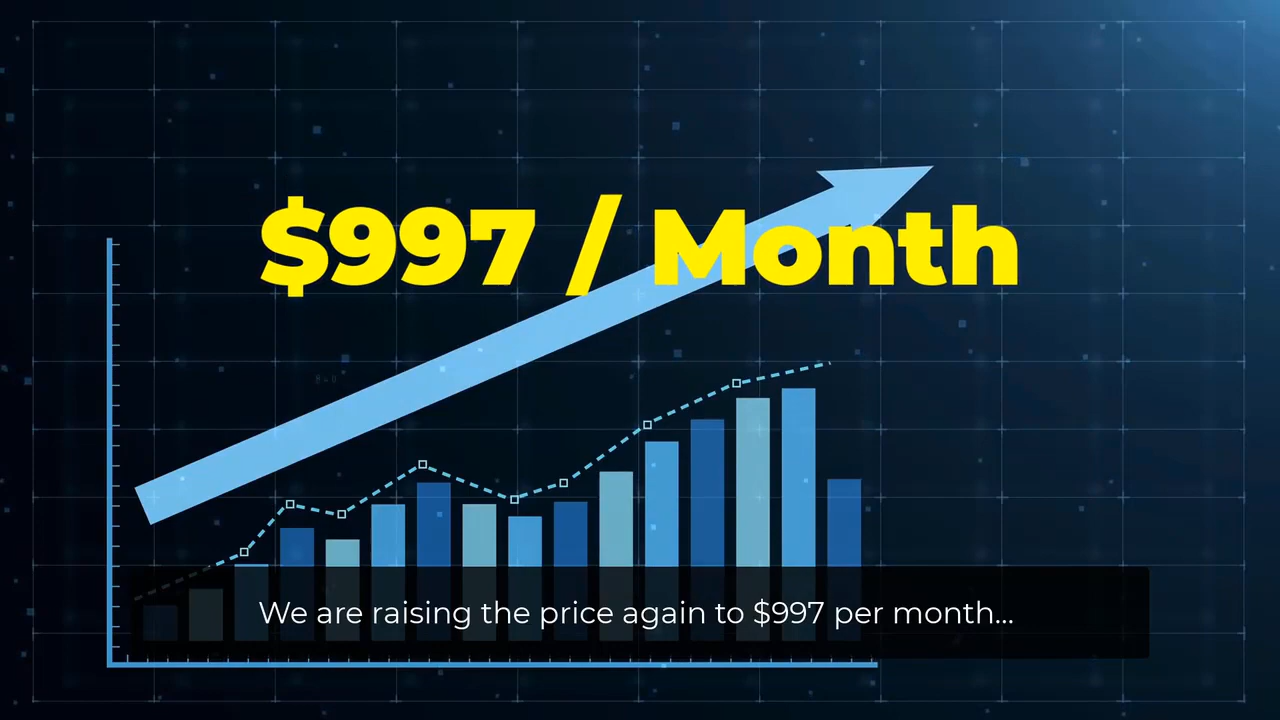 $997 / Month
We are raising the price again to $997 per month...